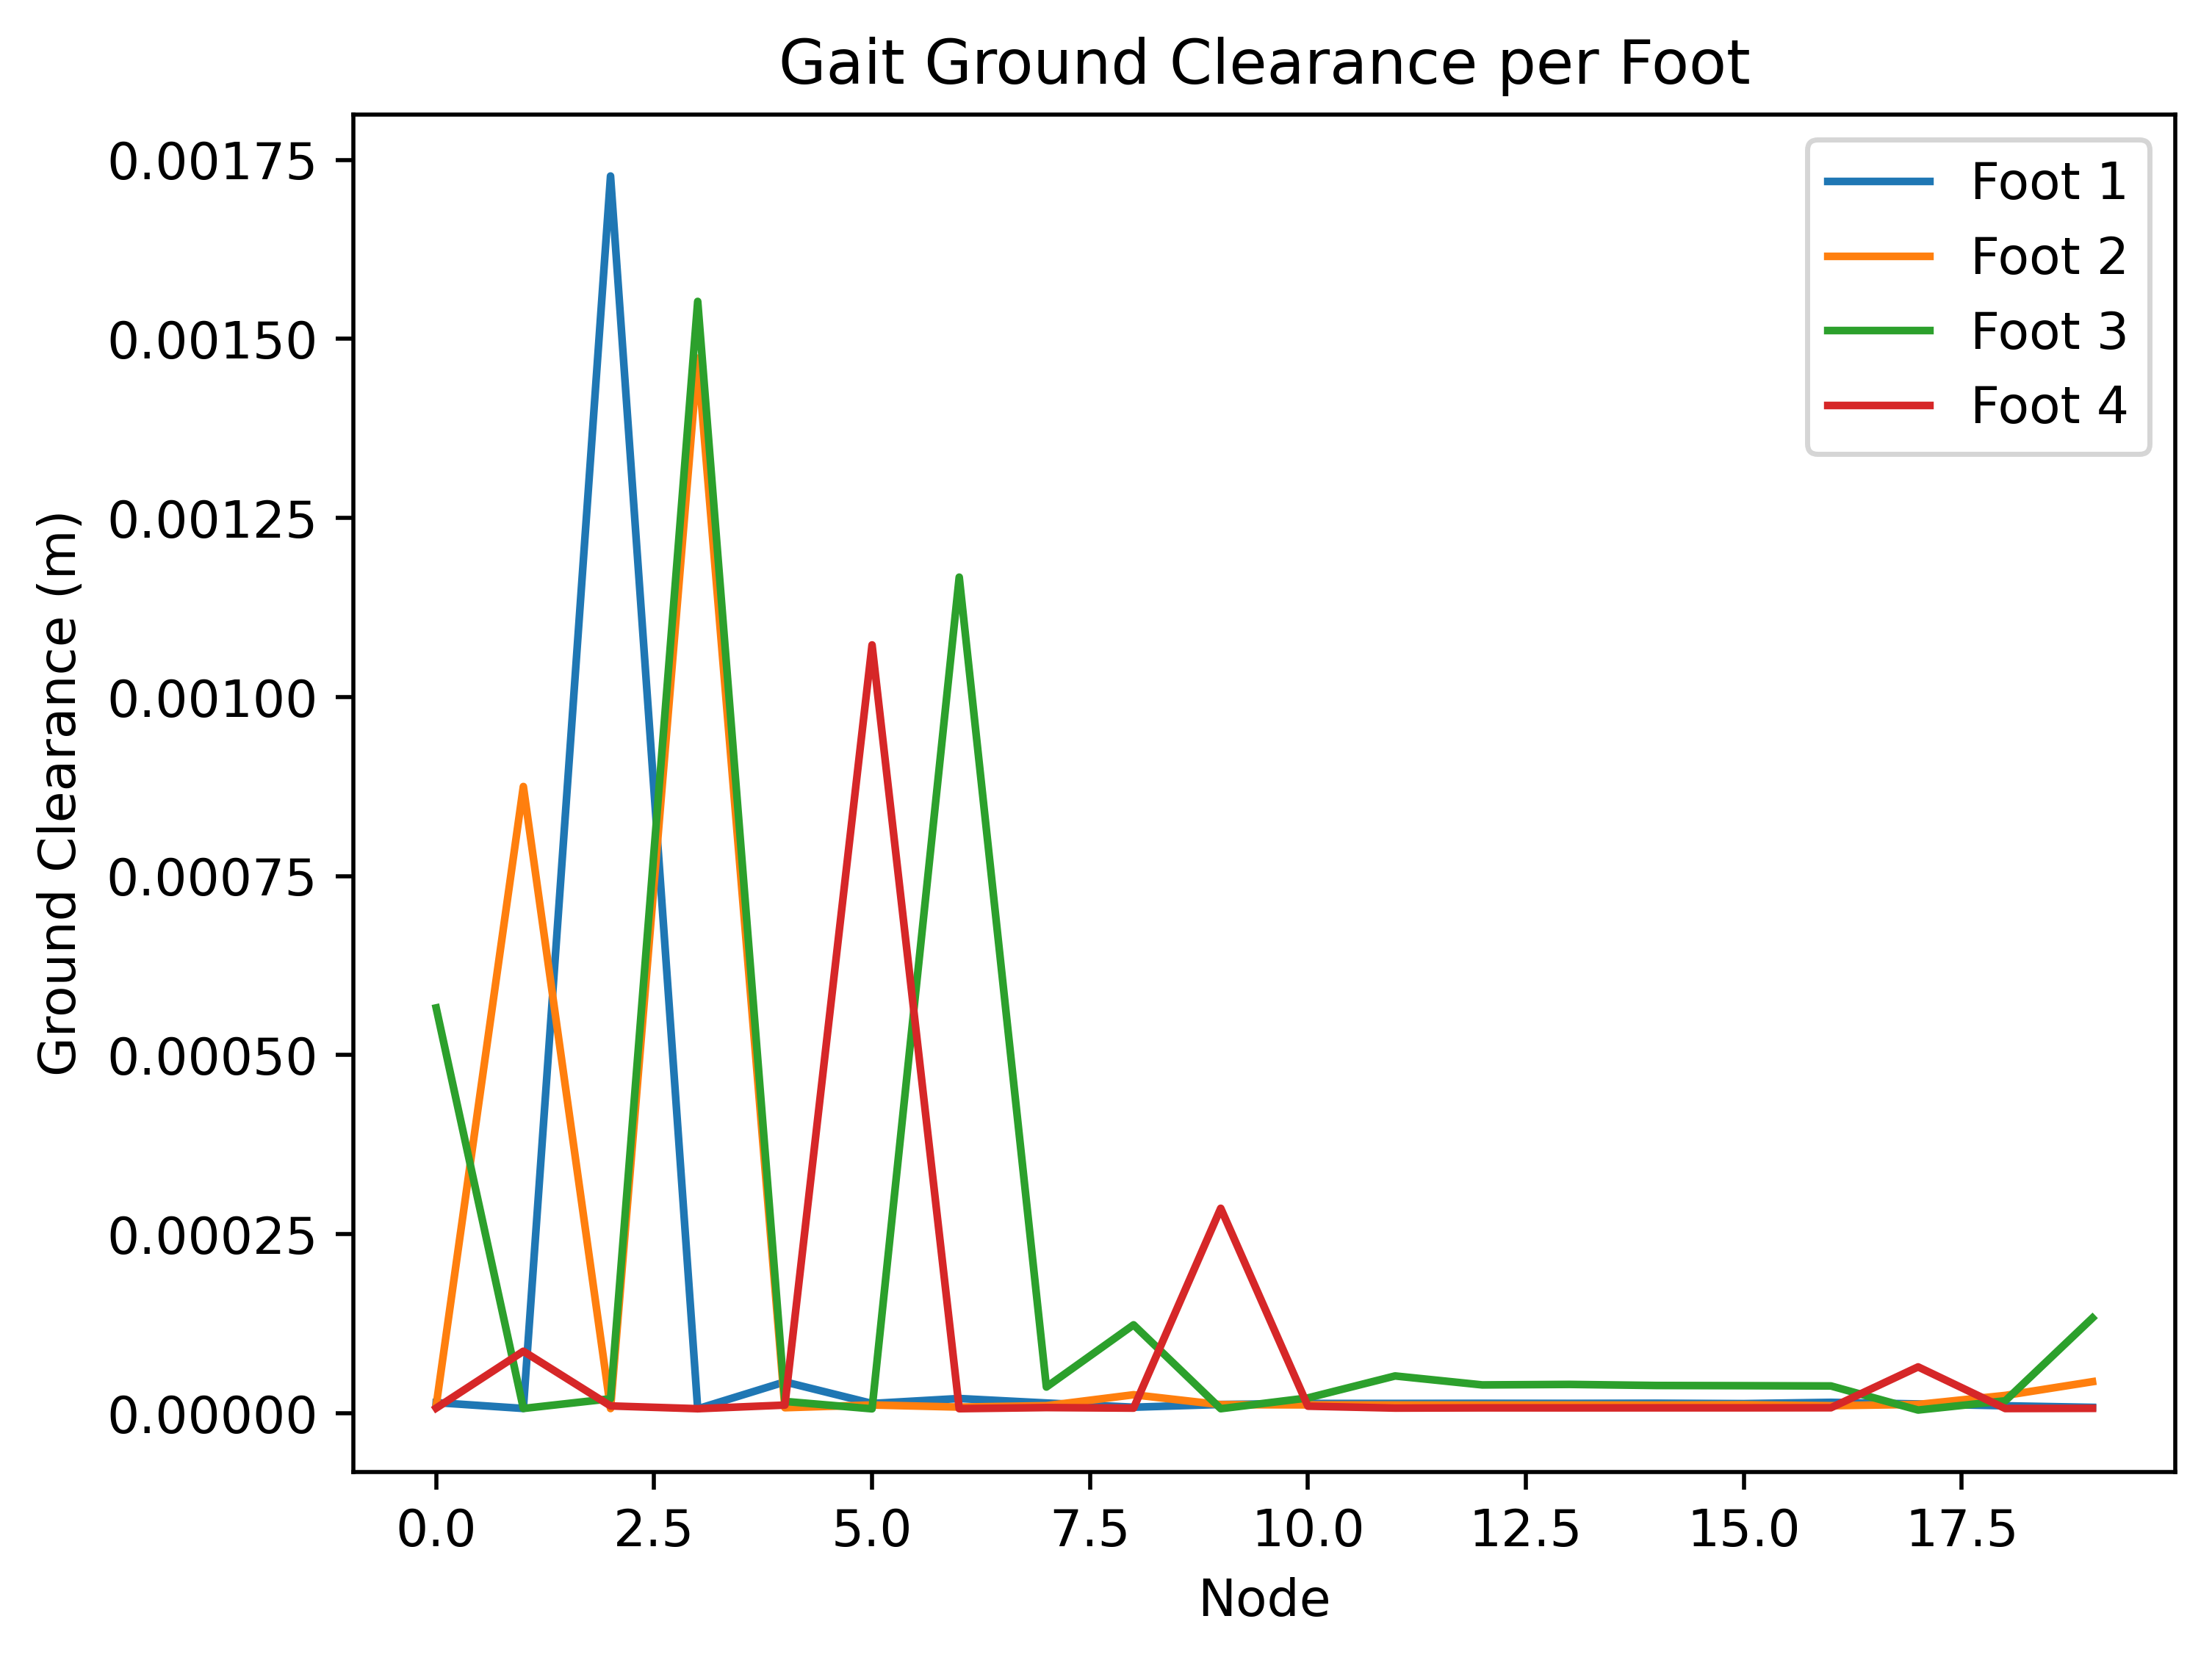 Gait Ground Clearance per Foot
0.00175
0.00150
0.00125
0.00100
0.00075
0.00050
0.00025
0.00000
Ground Clearance (m)
Foot 1
Foot 2
Foot 3
Foot 4
0.0 2.5 5.0 7.5 10.0 12.5 15.0 17.5
Node